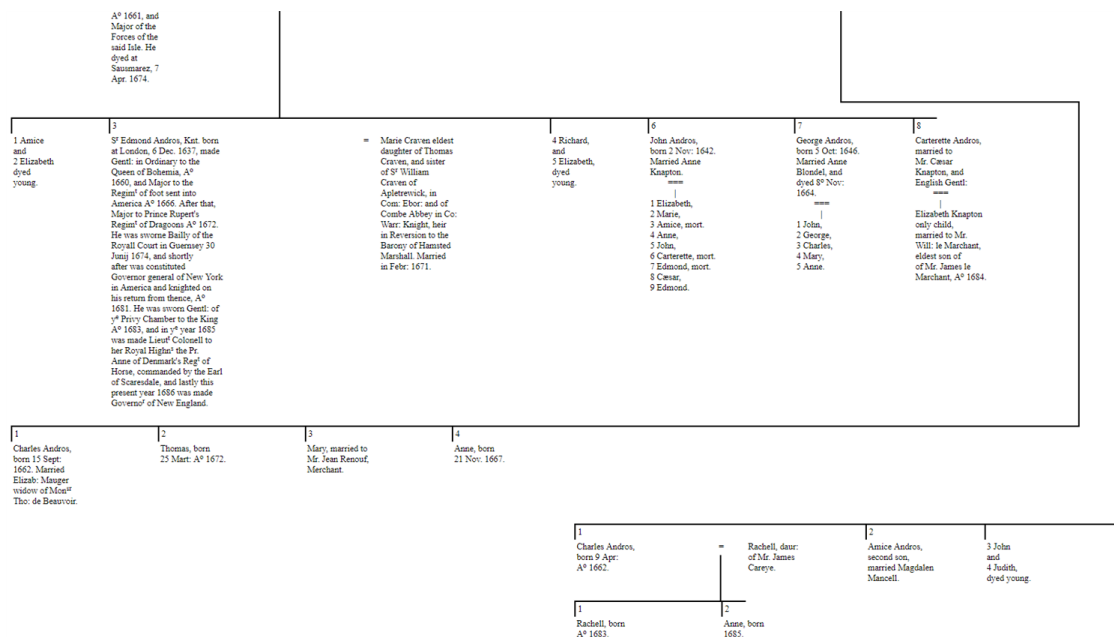 Aº 1661, and
Major of the
Forces of the
said Isle. He
dyed at
Sausmarez, 7
Apr. 1674.
1 Amice
and
2 Elizabeth
dyed
young.
3
Sʳ Edmond Andros, Knt. born
at London, 6 Dec. 1637, made
Gentl: in Ordinary to the
Queen of Bohemia, Aº
1660, and Major to the
Regimᵗ of foot sent into
America Aº 1666. After that,
Major to Prince Rupert's
Regimᵗ of Dragoons Aº 1672.
He was sworne Bailly of the
Royall Court in Guernsey 30
Junij 1674, and shortly
after was constituted
Governor general of New York
in America and knighted on
his return from thence, Aº
1681. He was sworn Gentl: of
yᵉ Privy Chamber to the King
Aº 1683, and in yᵉ year 1685
was made Lieutᵗ Colonell to
her Royal Highnˢ the Pr.
Anne of Denmark's Regᵗ of
Horse, commanded by the Earl
of Scaresdale, and lastly this
present year 1686 was made
Governoʳ of New England.
=
Marie Craven eldest
daughter of Thomas
Craven, and sister
of Sʳ William
Craven of
Apletrewick, in
Com: Ebor: and of
Combe Abbey in Co:
Warr: Knight, heir
in Reversion to the
Barony of Hamsted
Marshall. Married
in Febr: 1671.
4 Richard,
and
5 Elizabeth,
dyed
young.
6
John Andros,
born 2 Nov: 1642.
Married Anne
Knapton.
===
|
1 Elizabeth,
2 Marie,
3 Amice, mort.
4 Anne,
5 John,
6 Carterette, mort.
7 Edmond, mort.
8 Cæsar,
9 Edmond.
7
George Andros,
born 5 Oct: 1646.
Married Anne
Blondel, and
dyed 8º Nov:
1664.
===
|
1 John,
2 George,
3 Charles,
4 Mary,
5 Anne.
8
Carterette Andros,
married to
Mr. Cæsar
Knapton, and
English Gentl:
===
|
Elizabeth Knapton
only child,
married to Mr.
Will: le Marchant,
eldest son of
of Mr. James le
Marchant, Aº 1684.
1
Charles Andros,
born 15 Sept:
1662. Married
Elizab: Mauger
widow of Monˢʳ
Tho: de Beauvoir.
2
Thomas, born
25 Mart: Aº 1672.
3
Mary, married to
Mr. Jean Renouf,
Merchant.
4
Anne, born
21 Nov. 1667.
1
Charles Andros,
born 9 Apr:
Aº 1662.
=
Rachell, daur:
of Mr. James
Careye.
2
Amice Andros,
second son,
married Magdalen
Mancell.
3 John
and
4 Judith,
dyed young.
1
Rachell, born
Aº 1683.
2
Anne, born
1685.